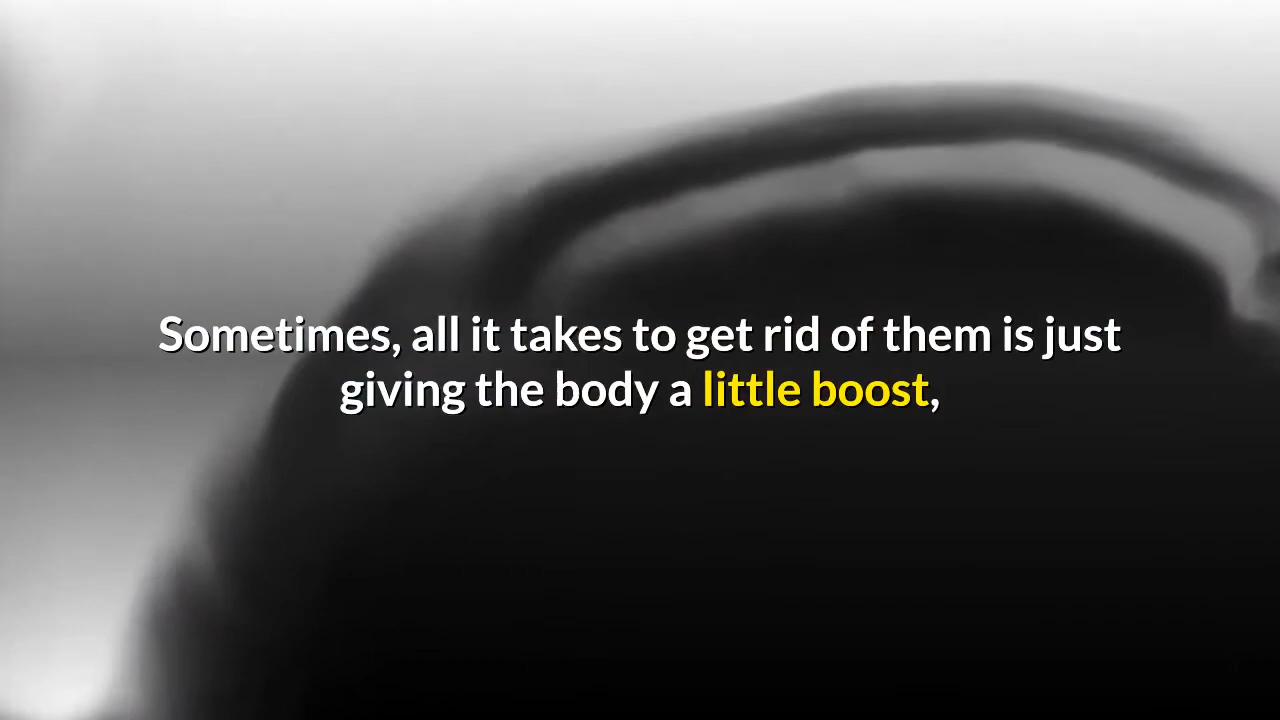 Sometimes, all it takes to get rid of them is just
giving the body a little boost,